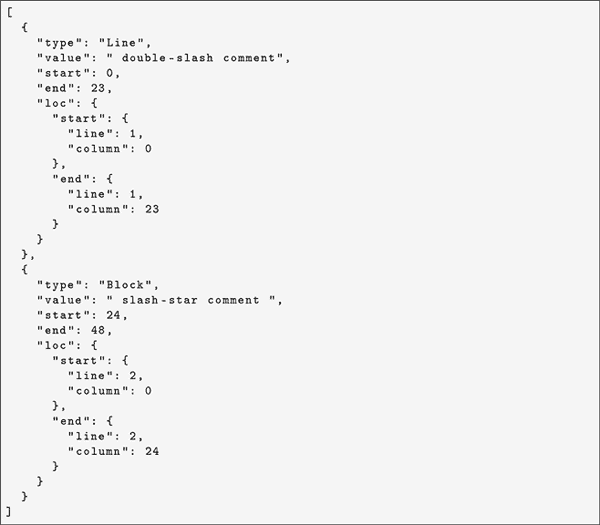 [
  {
    "type": "Line",
    "value": " double-slash comment",
    "start": 0,
    "end": 23,
    "loc": {
      "start": {
        "line": 1,
        "column": 0
      },
      "end": {
        "line": 1,
        "column": 23
      }
    }
  },
  {
    "type": "Block",
    "value": " slash-star comment ",
    "start": 24,
    "end": 48,
    "loc": {
      "start": {
        "line": 2,
        "column": 0
      },
      "end": {
        "line": 2,
        "column": 24
      }
    }
  }
]